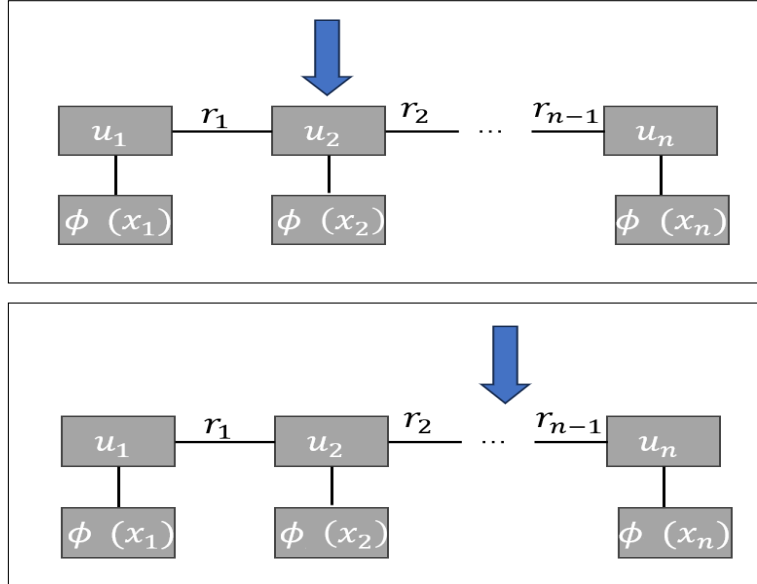 r₁ r₂ rₙ₋₁
u₁ u₂ ... uₙ
ϕ (x₁) ϕ (x₂) ϕ (xₙ)
r₁ r₂ rₙ₋₁
u₁ u₂ ... uₙ
ϕ (x₁) ϕ (x₂) ϕ (xₙ)